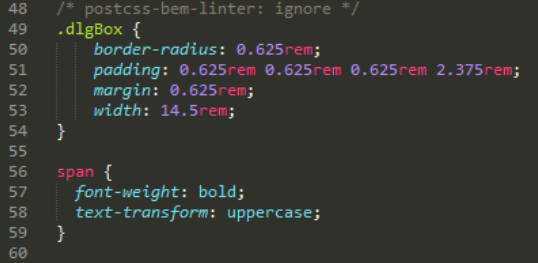 48 /* postcss-bem-linter: ignore */
49 .dlgBox {
50 border-radius: 0.625rem;
51 padding: 0.625rem 0.625rem 0.625rem 2.375rem;
52 margin: 0.625rem;
53 width: 14.5rem;
54 }
55
56 span {
57 font-weight: bold;
58 text-transform: uppercase;
59 }
60